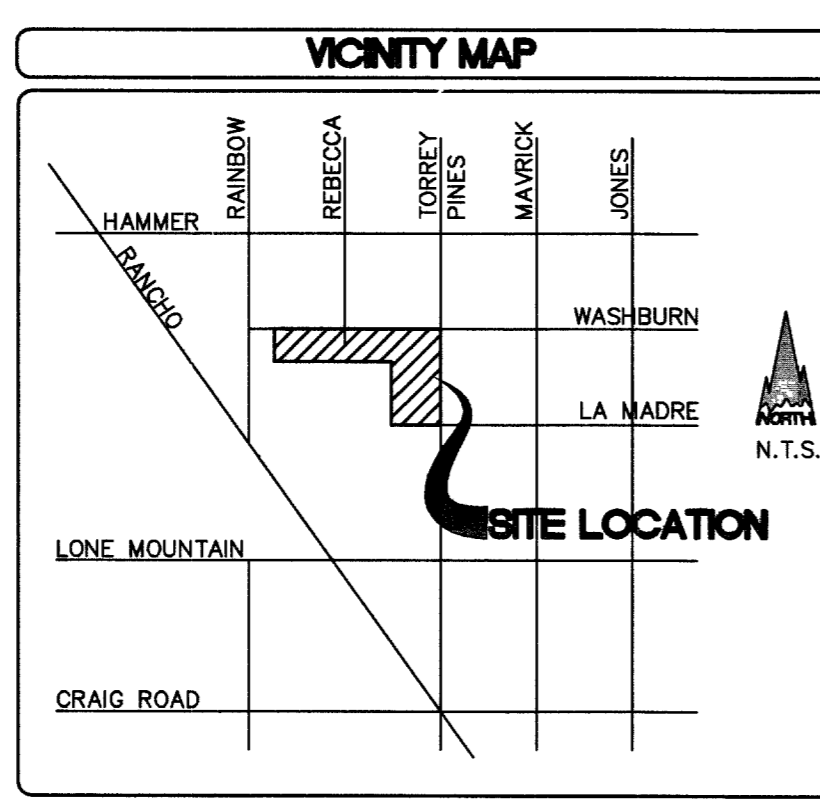 VICINITY MAP
RAINBOW
REBECCA
TORREY
PINES
MAVRICK
JONES
HAMMER
RANCHO
WASHBURN
LA MADRE
NORTH
N.T.S.
SITE LOCATION
LONE MOUNTAIN
CRAIG ROAD